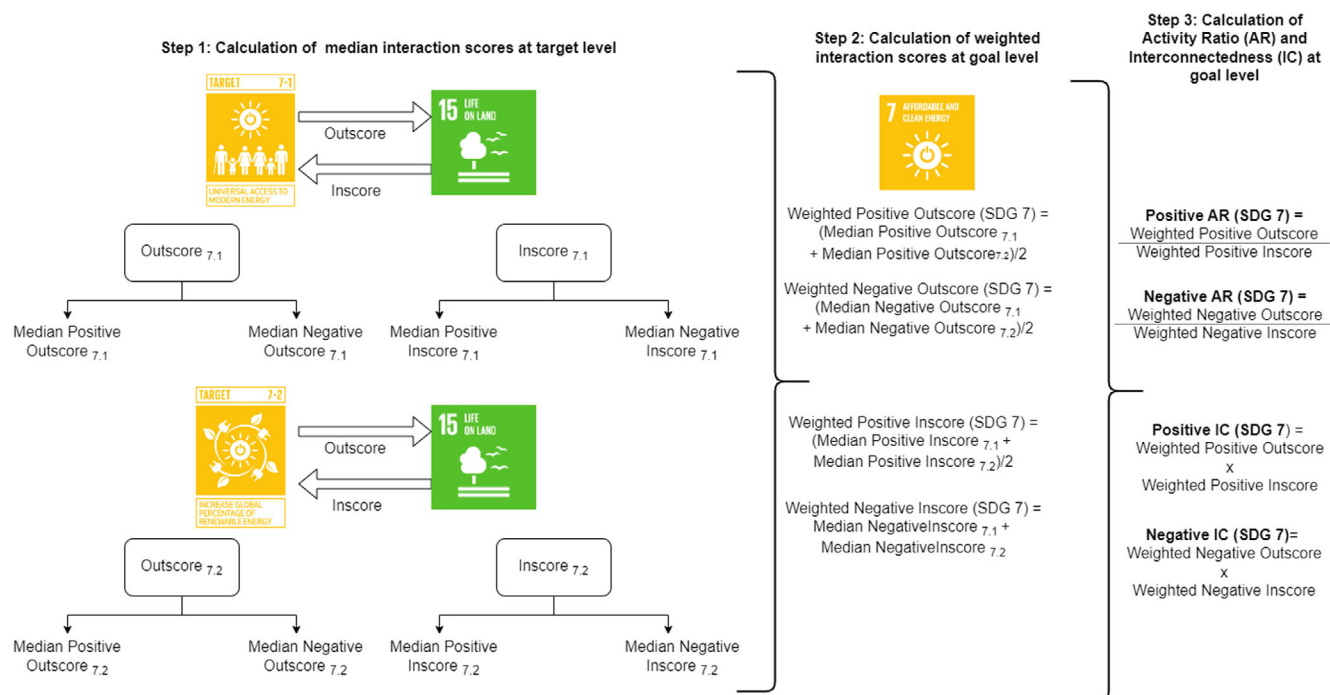 Step 1: Calculation of median interaction scores at target level
TARGET 7·1
UNIVERSAL ACCESS TO
MODERN ENERGY
Outscore
Inscore
15 LIFE
ON LAND
Outscore 7.1
Inscore 7.1
Median Positive
Outscore 7.1
Median Negative
Outscore 7.1
Median Positive
Inscore 7.1
Median Negative
Inscore 7.1
TARGET 7·2
INCREASE GLOBAL
PERCENTAGE OF
RENEWABLE ENERGY
Outscore
Inscore
15 LIFE
ON LAND
Outscore 7.2
Inscore 7.2
Median Positive
Outscore 7.2
Median Negative
Outscore 7.2
Median Positive
Inscore 7.2
Median Negative
Inscore 7.2
Step 2: Calculation of weighted
interaction scores at goal level
7 AFFORDABLE AND
CLEAN ENERGY
Weighted Positive Outscore (SDG 7) =
(Median Positive Outscore 7.1
+ Median Positive Outscore7.2)/2
Weighted Negative Outscore (SDG 7) =
(Median Negative Outscore 7.1
+ Median Negative Outscore 7.2)/2
Weighted Positive Inscore (SDG 7) =
(Median Positive Inscore 7.1 +
Median Positive Inscore 7.2)/2
Weighted Negative Inscore (SDG 7) =
Median NegativeInscore 7.1 +
Median NegativeInscore 7.2
Step 3: Calculation of
Activity Ratio (AR) and
Interconnectedness (IC) at
goal level
Positive AR (SDG 7) =
Weighted Positive Outscore
Weighted Positive Inscore
Negative AR (SDG 7) =
Weighted Negative Outscore
Weighted Negative Inscore
Positive IC (SDG 7) =
Weighted Positive Outscore
x
Weighted Positive Inscore
Negative IC (SDG 7)=
Weighted Negative Outscore
x
Weighted Negative Inscore